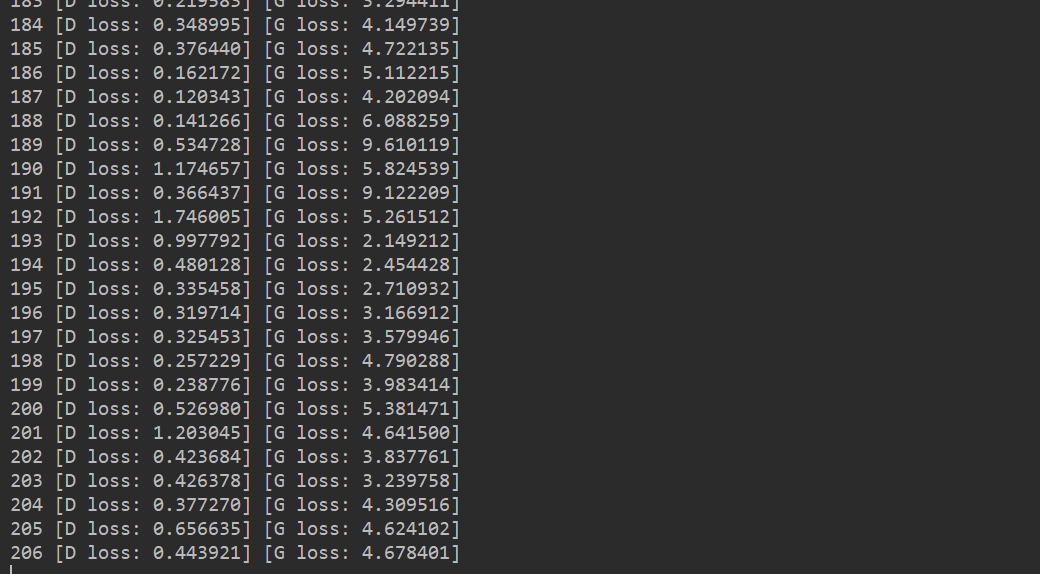 183 [D loss: 0.219583] [G loss: 3.294411]
184 [D loss: 0.348995] [G loss: 4.149739]
185 [D loss: 0.376440] [G loss: 4.722135]
186 [D loss: 0.162172] [G loss: 5.112215]
187 [D loss: 0.120343] [G loss: 4.202094]
188 [D loss: 0.141266] [G loss: 6.088259]
189 [D loss: 0.534728] [G loss: 9.610119]
190 [D loss: 1.174657] [G loss: 5.824539]
191 [D loss: 0.366437] [G loss: 9.122209]
192 [D loss: 1.746005] [G loss: 5.261512]
193 [D loss: 0.997792] [G loss: 2.149212]
194 [D loss: 0.480128] [G loss: 2.454428]
195 [D loss: 0.335458] [G loss: 2.710932]
196 [D loss: 0.319714] [G loss: 3.166912]
197 [D loss: 0.325453] [G loss: 3.579946]
198 [D loss: 0.257229] [G loss: 4.790288]
199 [D loss: 0.238776] [G loss: 3.983414]
200 [D loss: 0.526980] [G loss: 5.381471]
201 [D loss: 1.203045] [G loss: 4.641500]
202 [D loss: 0.423684] [G loss: 3.837761]
203 [D loss: 0.426378] [G loss: 3.239758]
204 [D loss: 0.377270] [G loss: 4.309516]
205 [D loss: 0.656635] [G loss: 4.624102]
206 [D loss: 0.443921] [G loss: 4.678401]